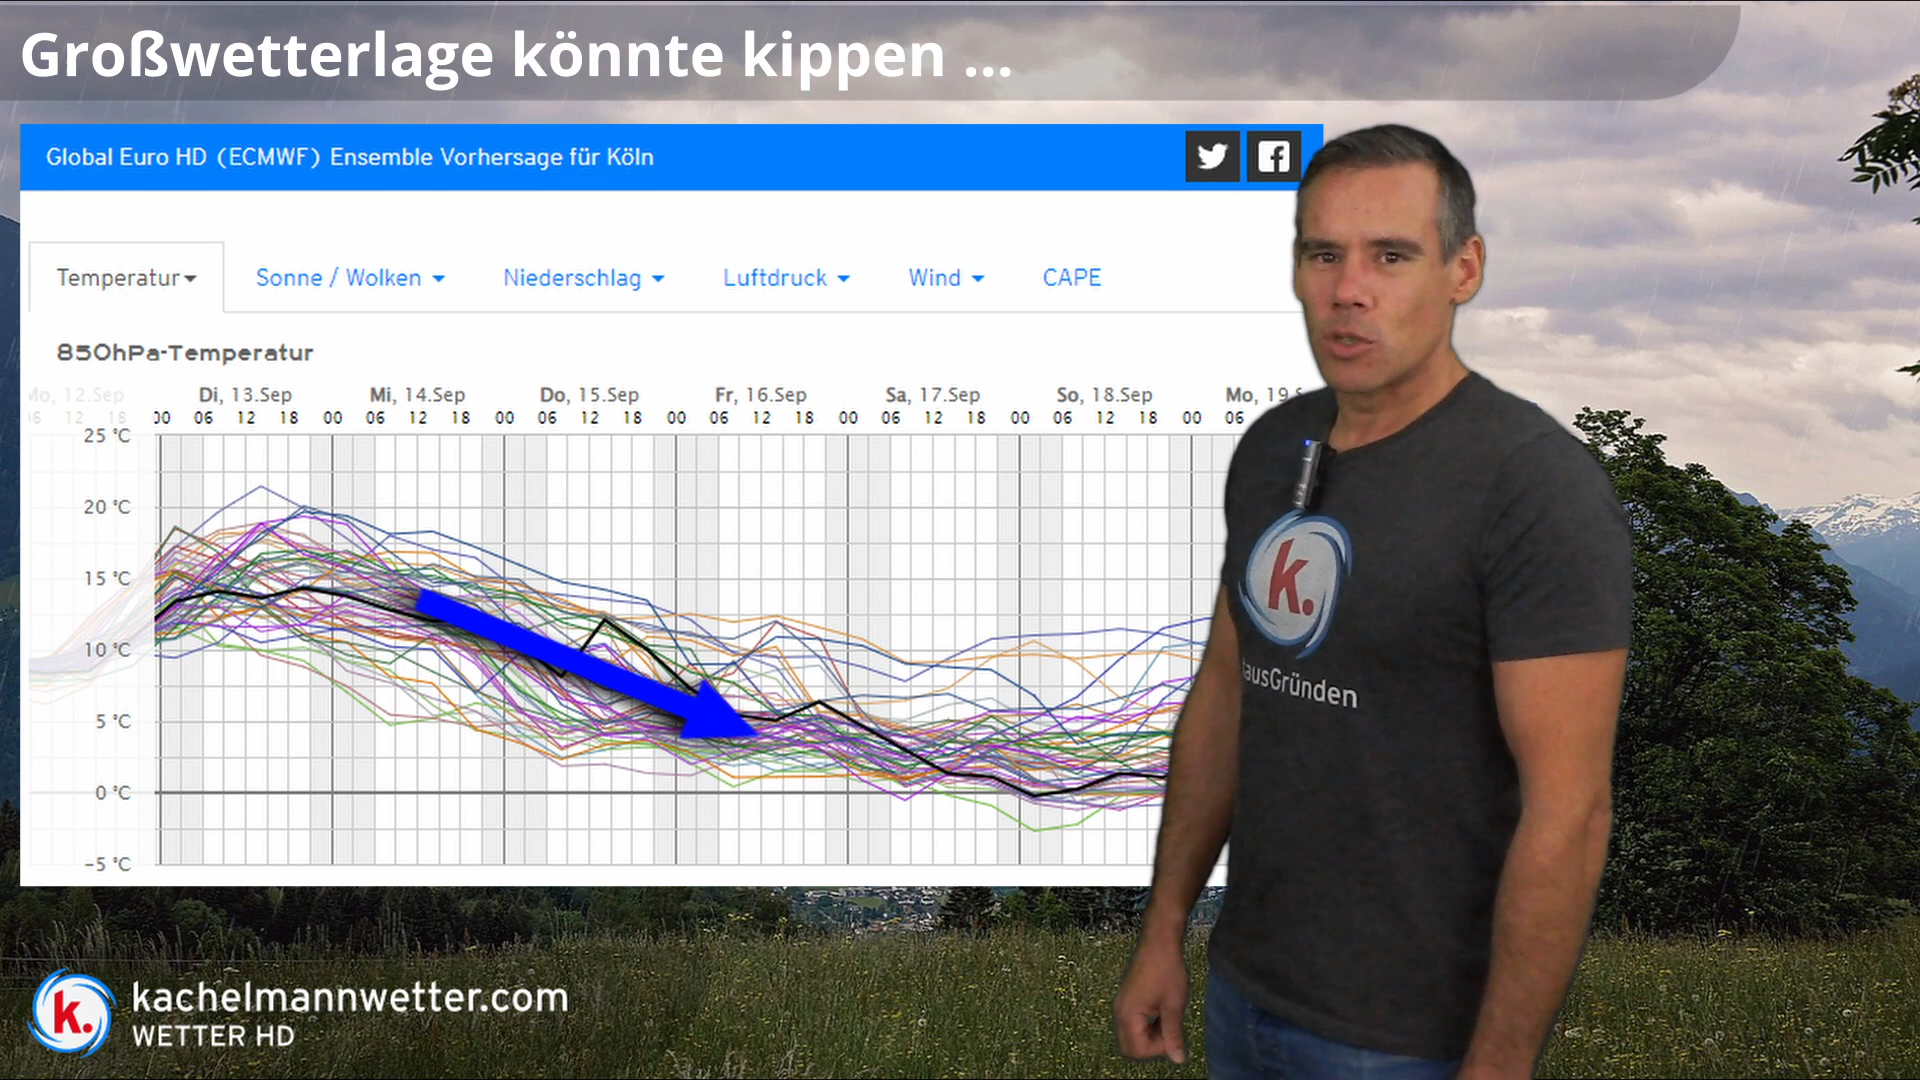 Großwetterlage könnte kippen ...
Global Euro HD (ECMWF) Ensemble Vorhersage für Köln
Temperatur Sonne / Wolken Niederschlag Luftdruck Wind CAPE
850hPa-Temperatur
Mo, 12.Sep Di, 13.Sep Mi, 14.Sep Do, 15.Sep Fr, 16.Sep Sa, 17.Sep So, 18.Sep Mo, 19.S
06 12 18 00 06 12 18 00 06 12 18 00 06 12 18 00 06 12 18 00 06 12 18 00 06 12 18 00 06
25 °C
20 °C
15 °C
10 °C
5 °C
0 °C
-5 °C
k.
ausGründen
k.
kachelmannwetter.com
WETTER HD